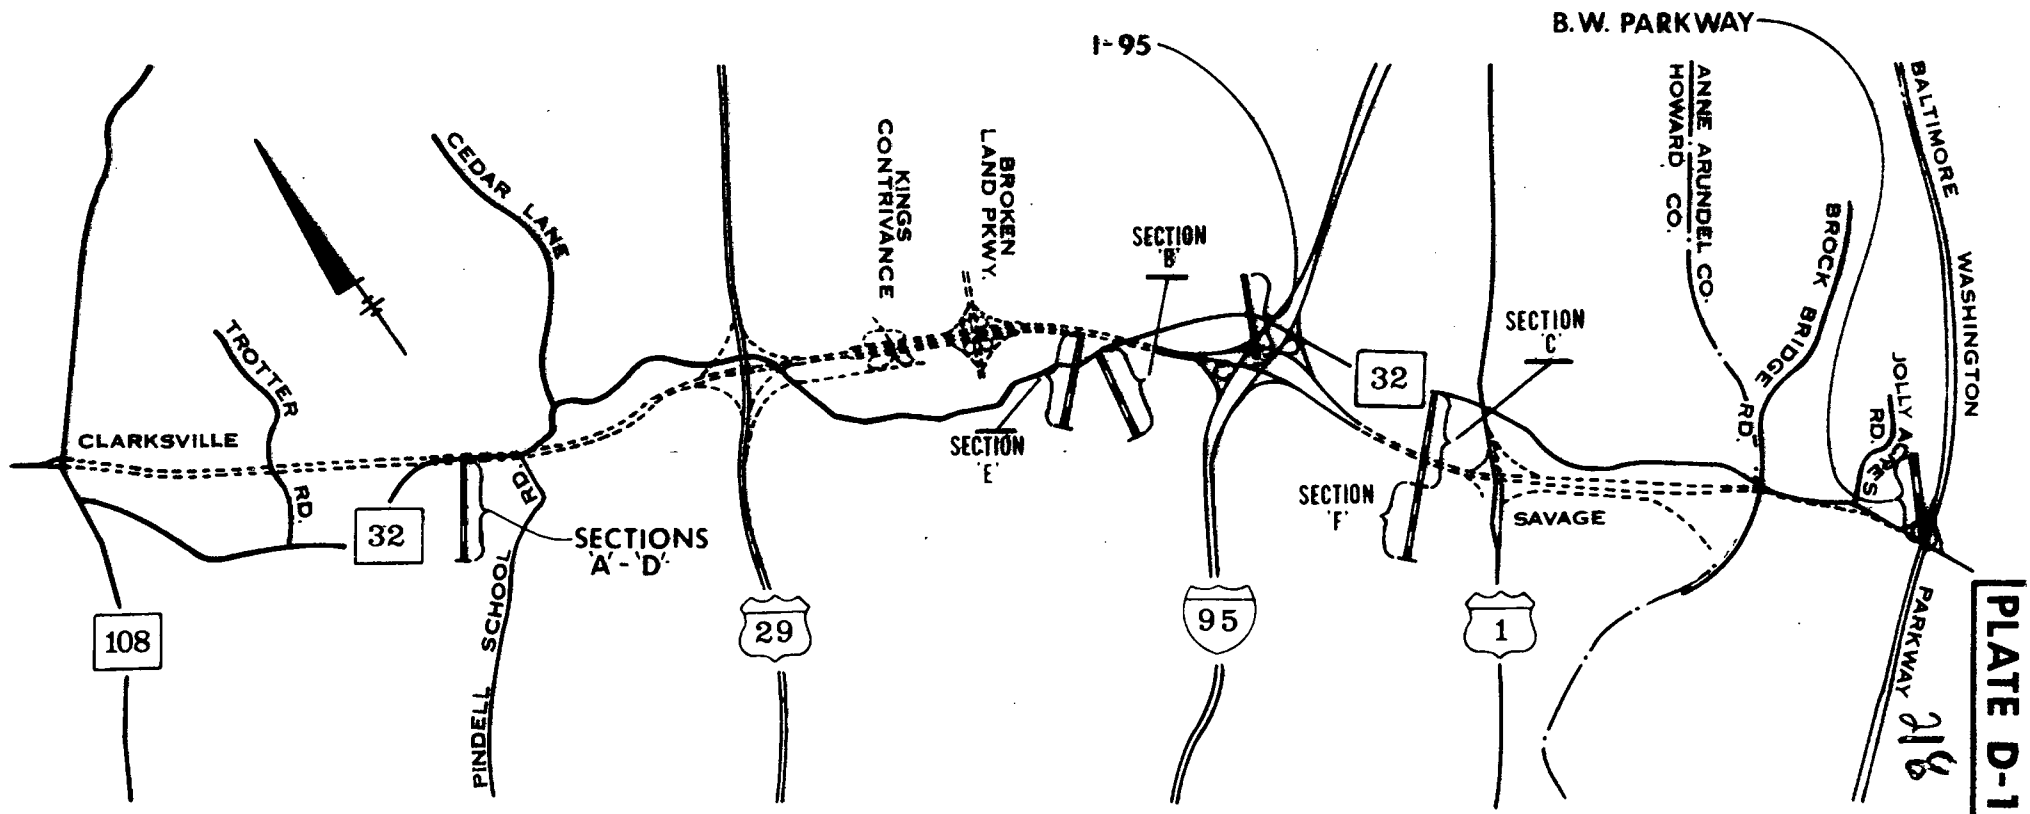 B.W. PARKWAY
I-95
ANNE ARUNDEL CO.
HOWARD CO.
BALTIMORE
WASHINGTON
PARKWAY
CEDAR LANE
KINGS
CONTRIVANCE
BROKEN
LAND PKWY.
SECTION
'B'
BROCK BRIDGE
RD.
TROTTER
RD.
SECTION
'C'
32
JOLLY ACRES
RD.
CLARKSVILLE
SECTION
'E'
SECTION
'F'
SAVAGE
32
SECTIONS
'A'-'D'
PINDELL SCHOOL
RD.
108
29
95
1
218
PLATE D-1